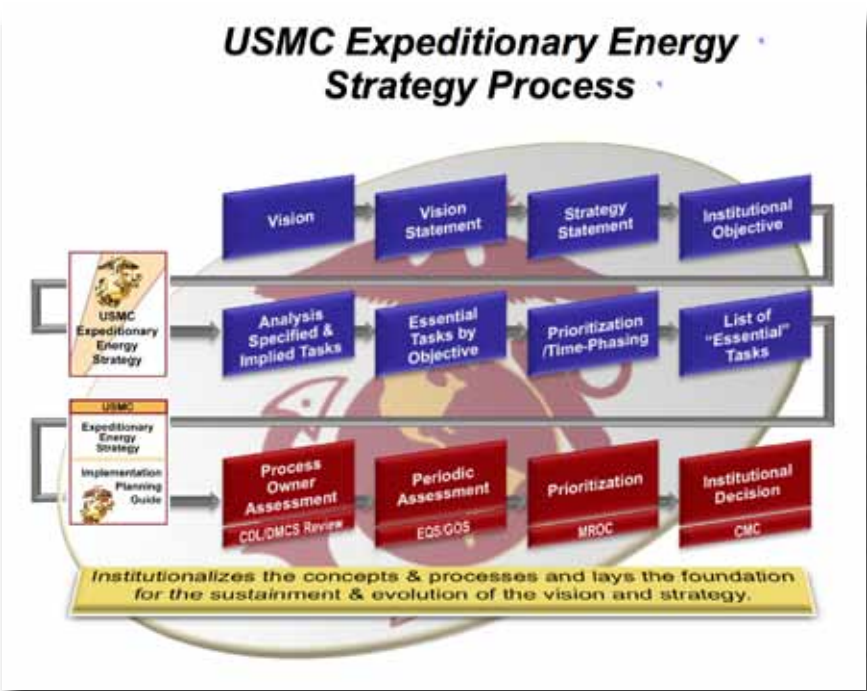 USMC Expeditionary Energy
Strategy Process
Vision
Vision
Statement
Strategy
Statement
Institutional
Objective
USMC
Expeditionary
Energy
Strategy
Analysis
Specified &
Implied Tasks
Essential
Tasks by
Objective
Prioritization
/Time-Phasing
List of
“Essential”
Tasks
USMC
Expeditionary
Energy
Strategy
Implementation
Planning
Guide
Process
Owner
Assessment
CDL/DMCS Review
Periodic
Assessment
EQS/GOS
Prioritization
MROC
Institutional
Decision
CMC
Institutionalizes the concepts & processes and lays the foundation
for the sustainment & evolution of the vision and strategy.